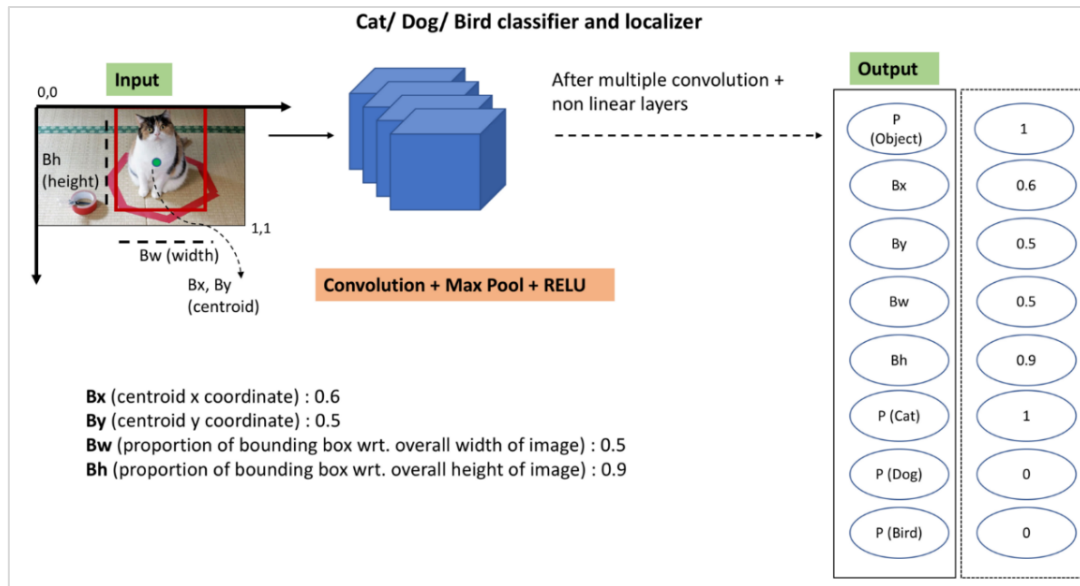 Cat/ Dog/ Bird classifier and localizer
Input
0,0
Bh
(height)
1,1
Bw (width)
Bx, By
(centroid)
After multiple convolution +
non linear layers
Convolution + Max Pool + RELU
Bx (centroid x coordinate) : 0.6
By (centroid y coordinate) : 0.5
Bw (proportion of bounding box wrt. overall width of image) : 0.5
Bh (proportion of bounding box wrt. overall height of image) : 0.9
Output
P
(Object)
1
Bx
0.6
By
0.5
Bw
0.5
Bh
0.9
P (Cat)
1
P (Dog)
0
P (Bird)
0